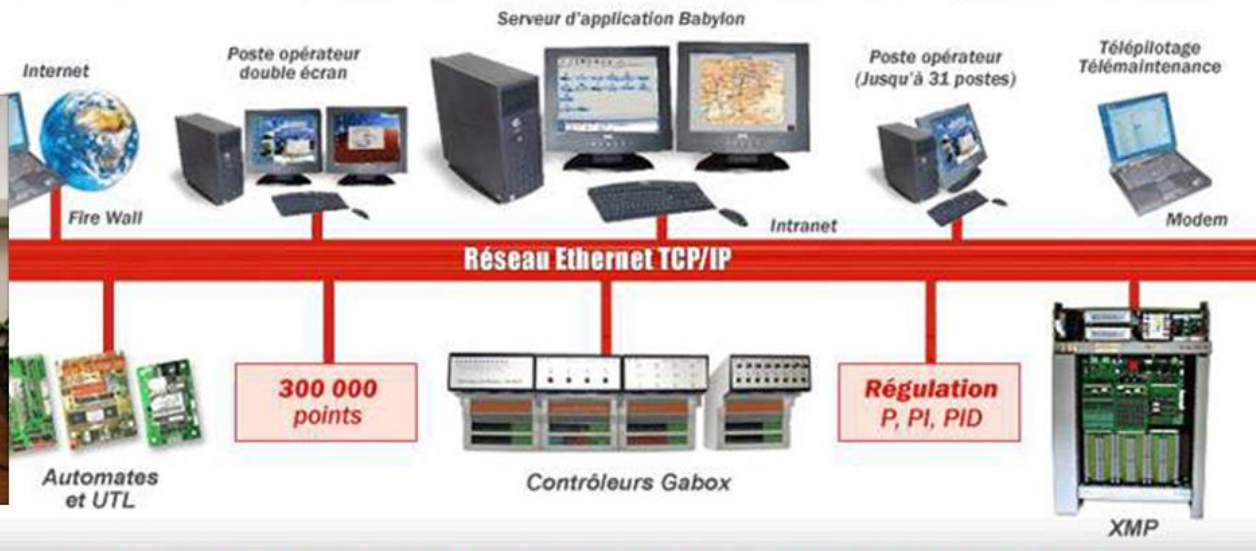 Serveur d'application Babylon
Internet
Poste opérateur
double écran
Poste opérateur
(Jusqu'à 31 postes)
Télépilotage
Télémaintenance
Fire Wall
Intranet
Modem
Réseau Ethernet TCP/IP
300 000
points
Régulation
P, PI, PID
Automates
et UTL
Contrôleurs Gabox
XMP